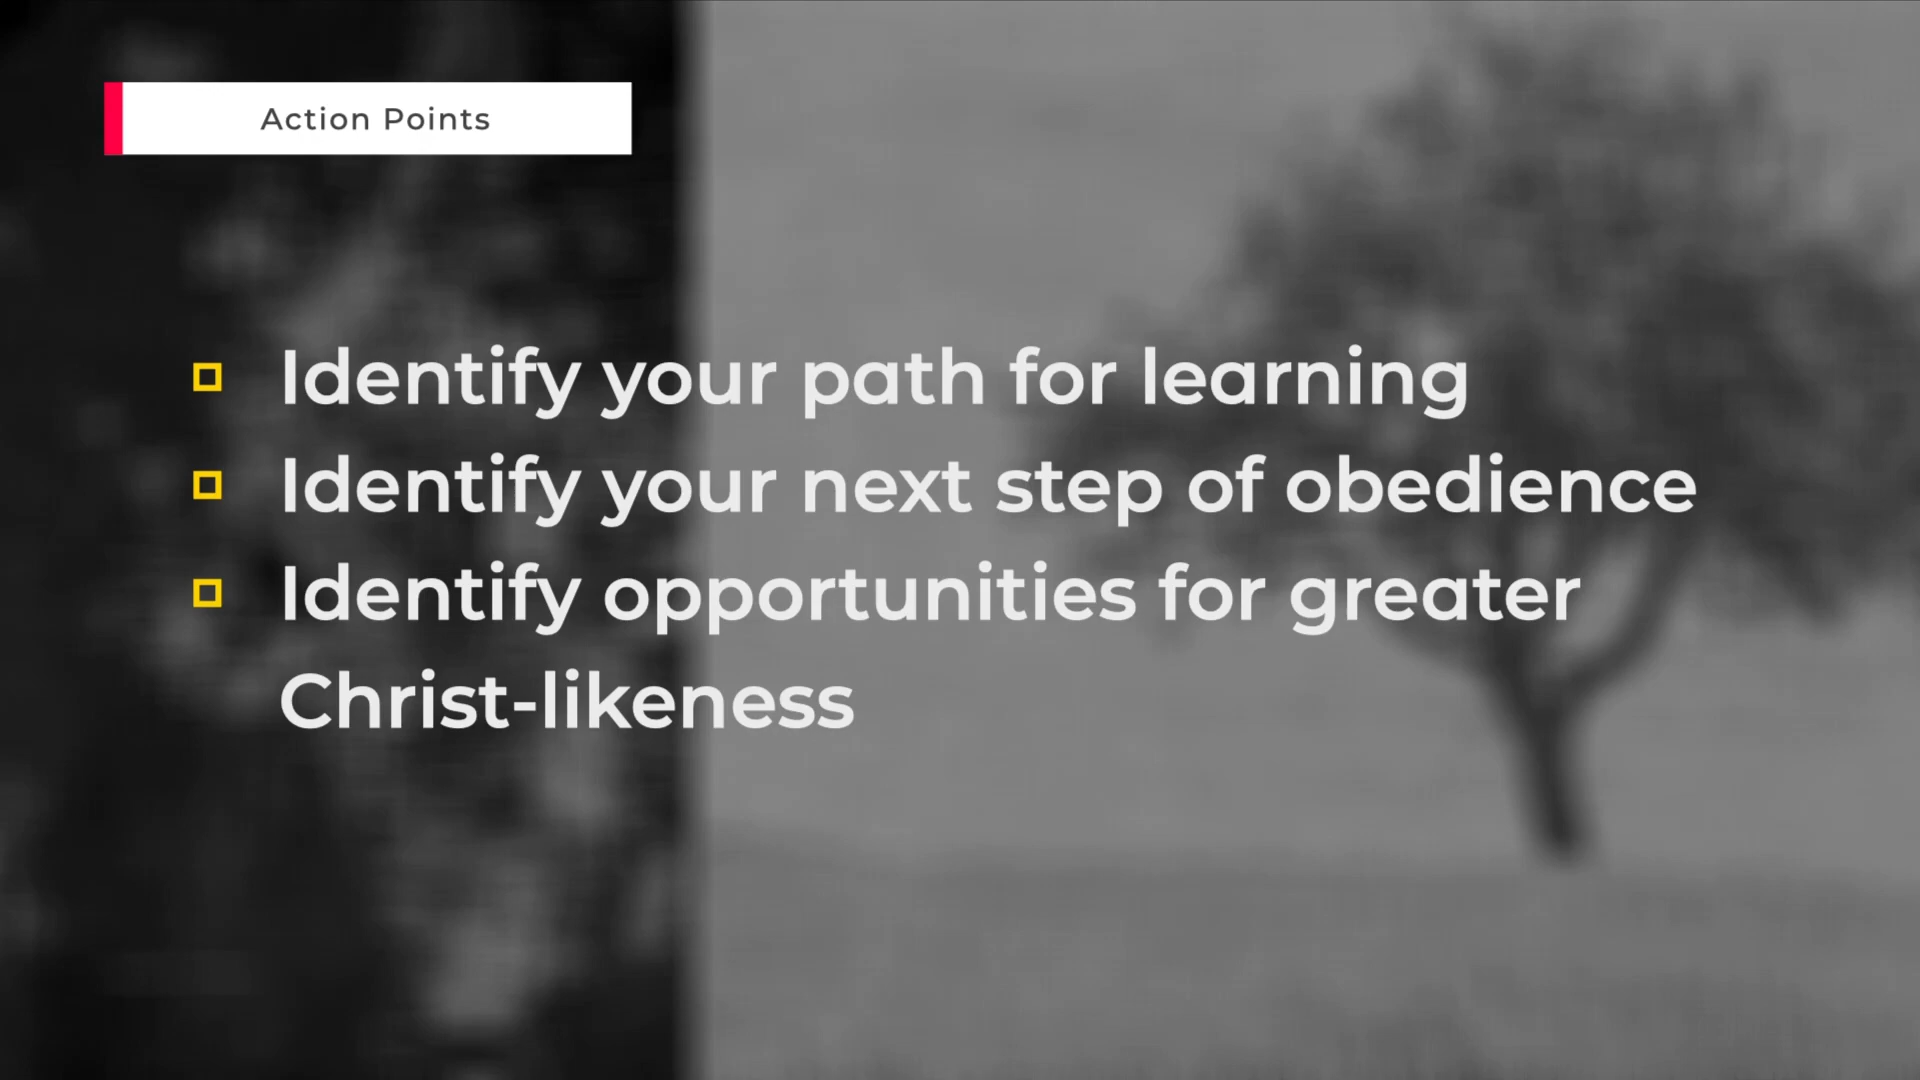 Action Points
Identify your path for learning
Identify your next step of obedience
Identify opportunities for greater
Christ-likeness